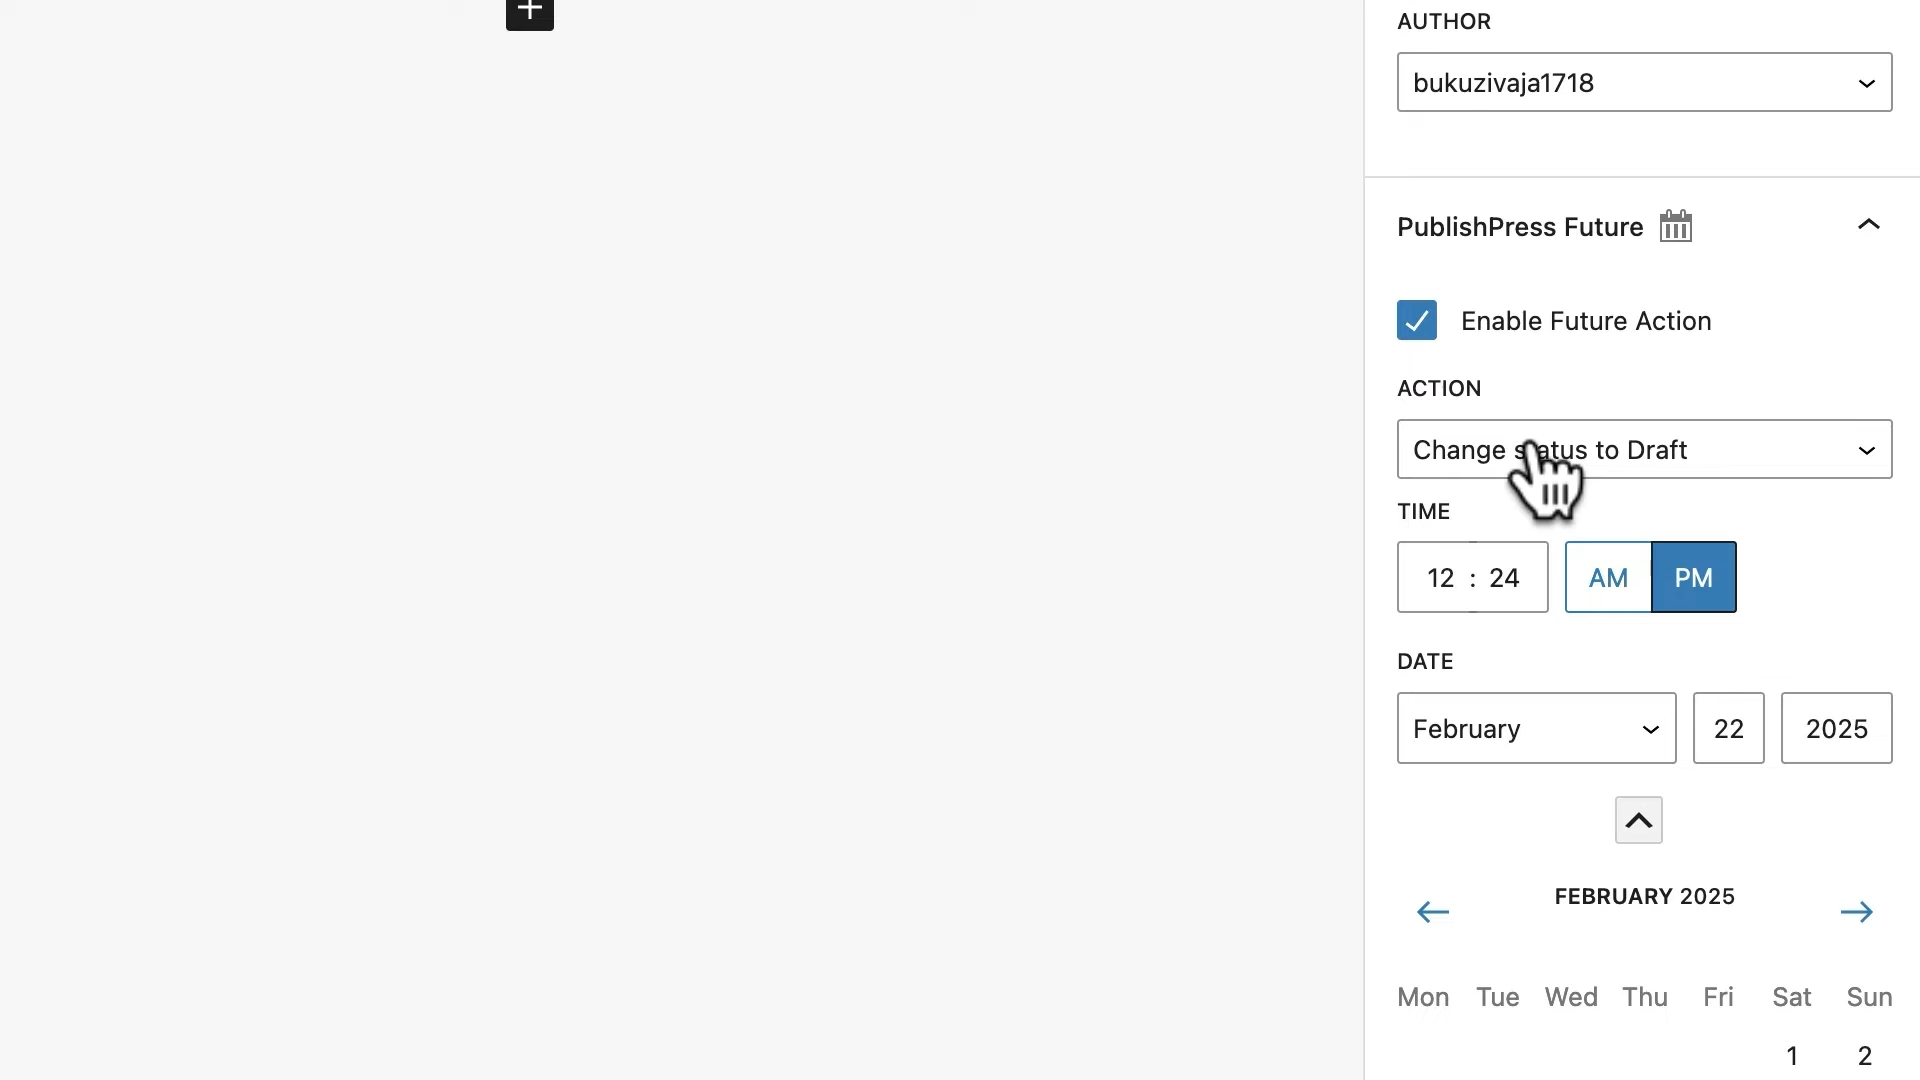 AUTHOR
bukuzivaja1718
PublishPress Future
Enable Future Action
ACTION
Change status to Draft
TIME
12 : 24 AM PM
DATE
February 22 2025
FEBRUARY 2025
Mon Tue Wed Thu Fri Sat Sun
1 2